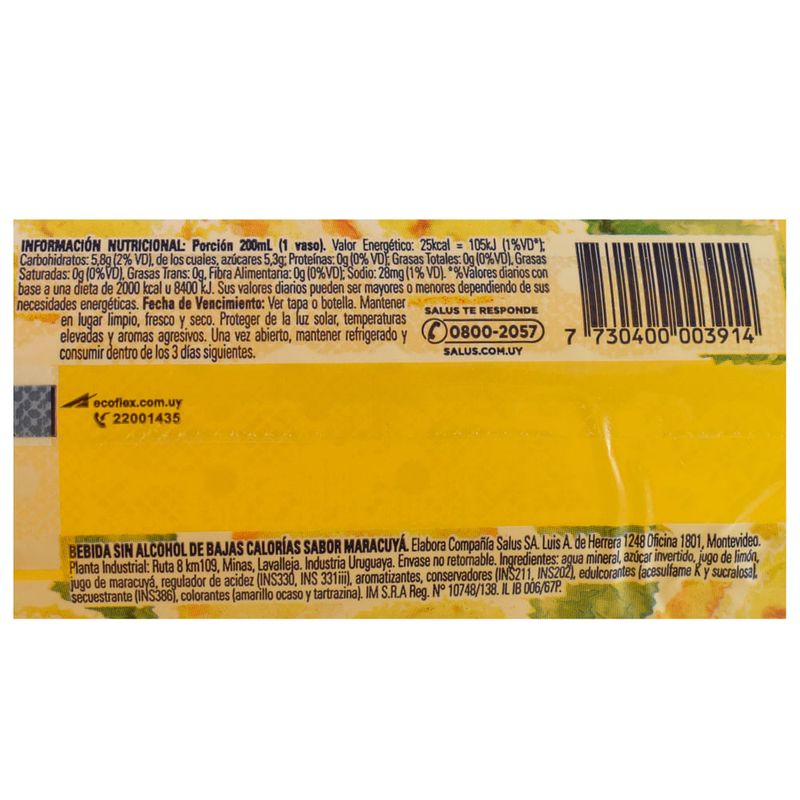 INFORMACIÓN NUTRICIONAL: Porción 200mL (1 vaso). Valor Energético: 25kcal = 105kJ (1%VD*);
Carbohidratos: 5,8g (2% VD), de los cuales, azúcares 5,3g; Proteínas: 0g (0% VD); Grasas Totales: 0g (0%VD), Grasas
Saturadas: 0g (0%VD), Grasas Trans: 0g, Fibra Alimentaria: 0g (0%VD); Sodio: 28mg (1% VD). *%Valores diarios con
base a una dieta de 2000 kcal u 8400 kJ. Sus valores diarios pueden ser mayores o menores dependiendo de sus
necesidades energéticas. Fecha de Vencimiento: Ver tapa o botella. Mantener
en lugar limpio, fresco y seco. Proteger de la luz solar, temperaturas
elevadas y aromas agresivos. Una vez abierto, mantener refrigerado y
consumir dentro de los 3 días siguientes.
SALUS TE RESPONDE
0800-2057
SALUS.COM.UY
7 730400 003914
ecoflex.com.uy
22001435
BEBIDA SIN ALCOHOL DE BAJAS CALORÍAS SABOR MARACUYÁ. Elabora Compañía Salus SA. Luis A. de Herrera 1248 Oficina 1801, Montevideo.
Planta Industrial: Ruta 8 km109, Minas, Lavalleja. Industria Uruguaya. Envase no retornable. Ingredientes: agua mineral, azúcar invertido, jugo de limón,
jugo de maracuyá, regulador de acidez (INS330, INS 331iii), aromatizantes, conservadores (INS211, INS202), edulcorantes (acesulfame K y sucralosa),
secuestrante (INS386), colorantes (amarillo ocaso y tartrazina). IM S.R.A Reg. N° 10748/138. IL IB 006/67P.